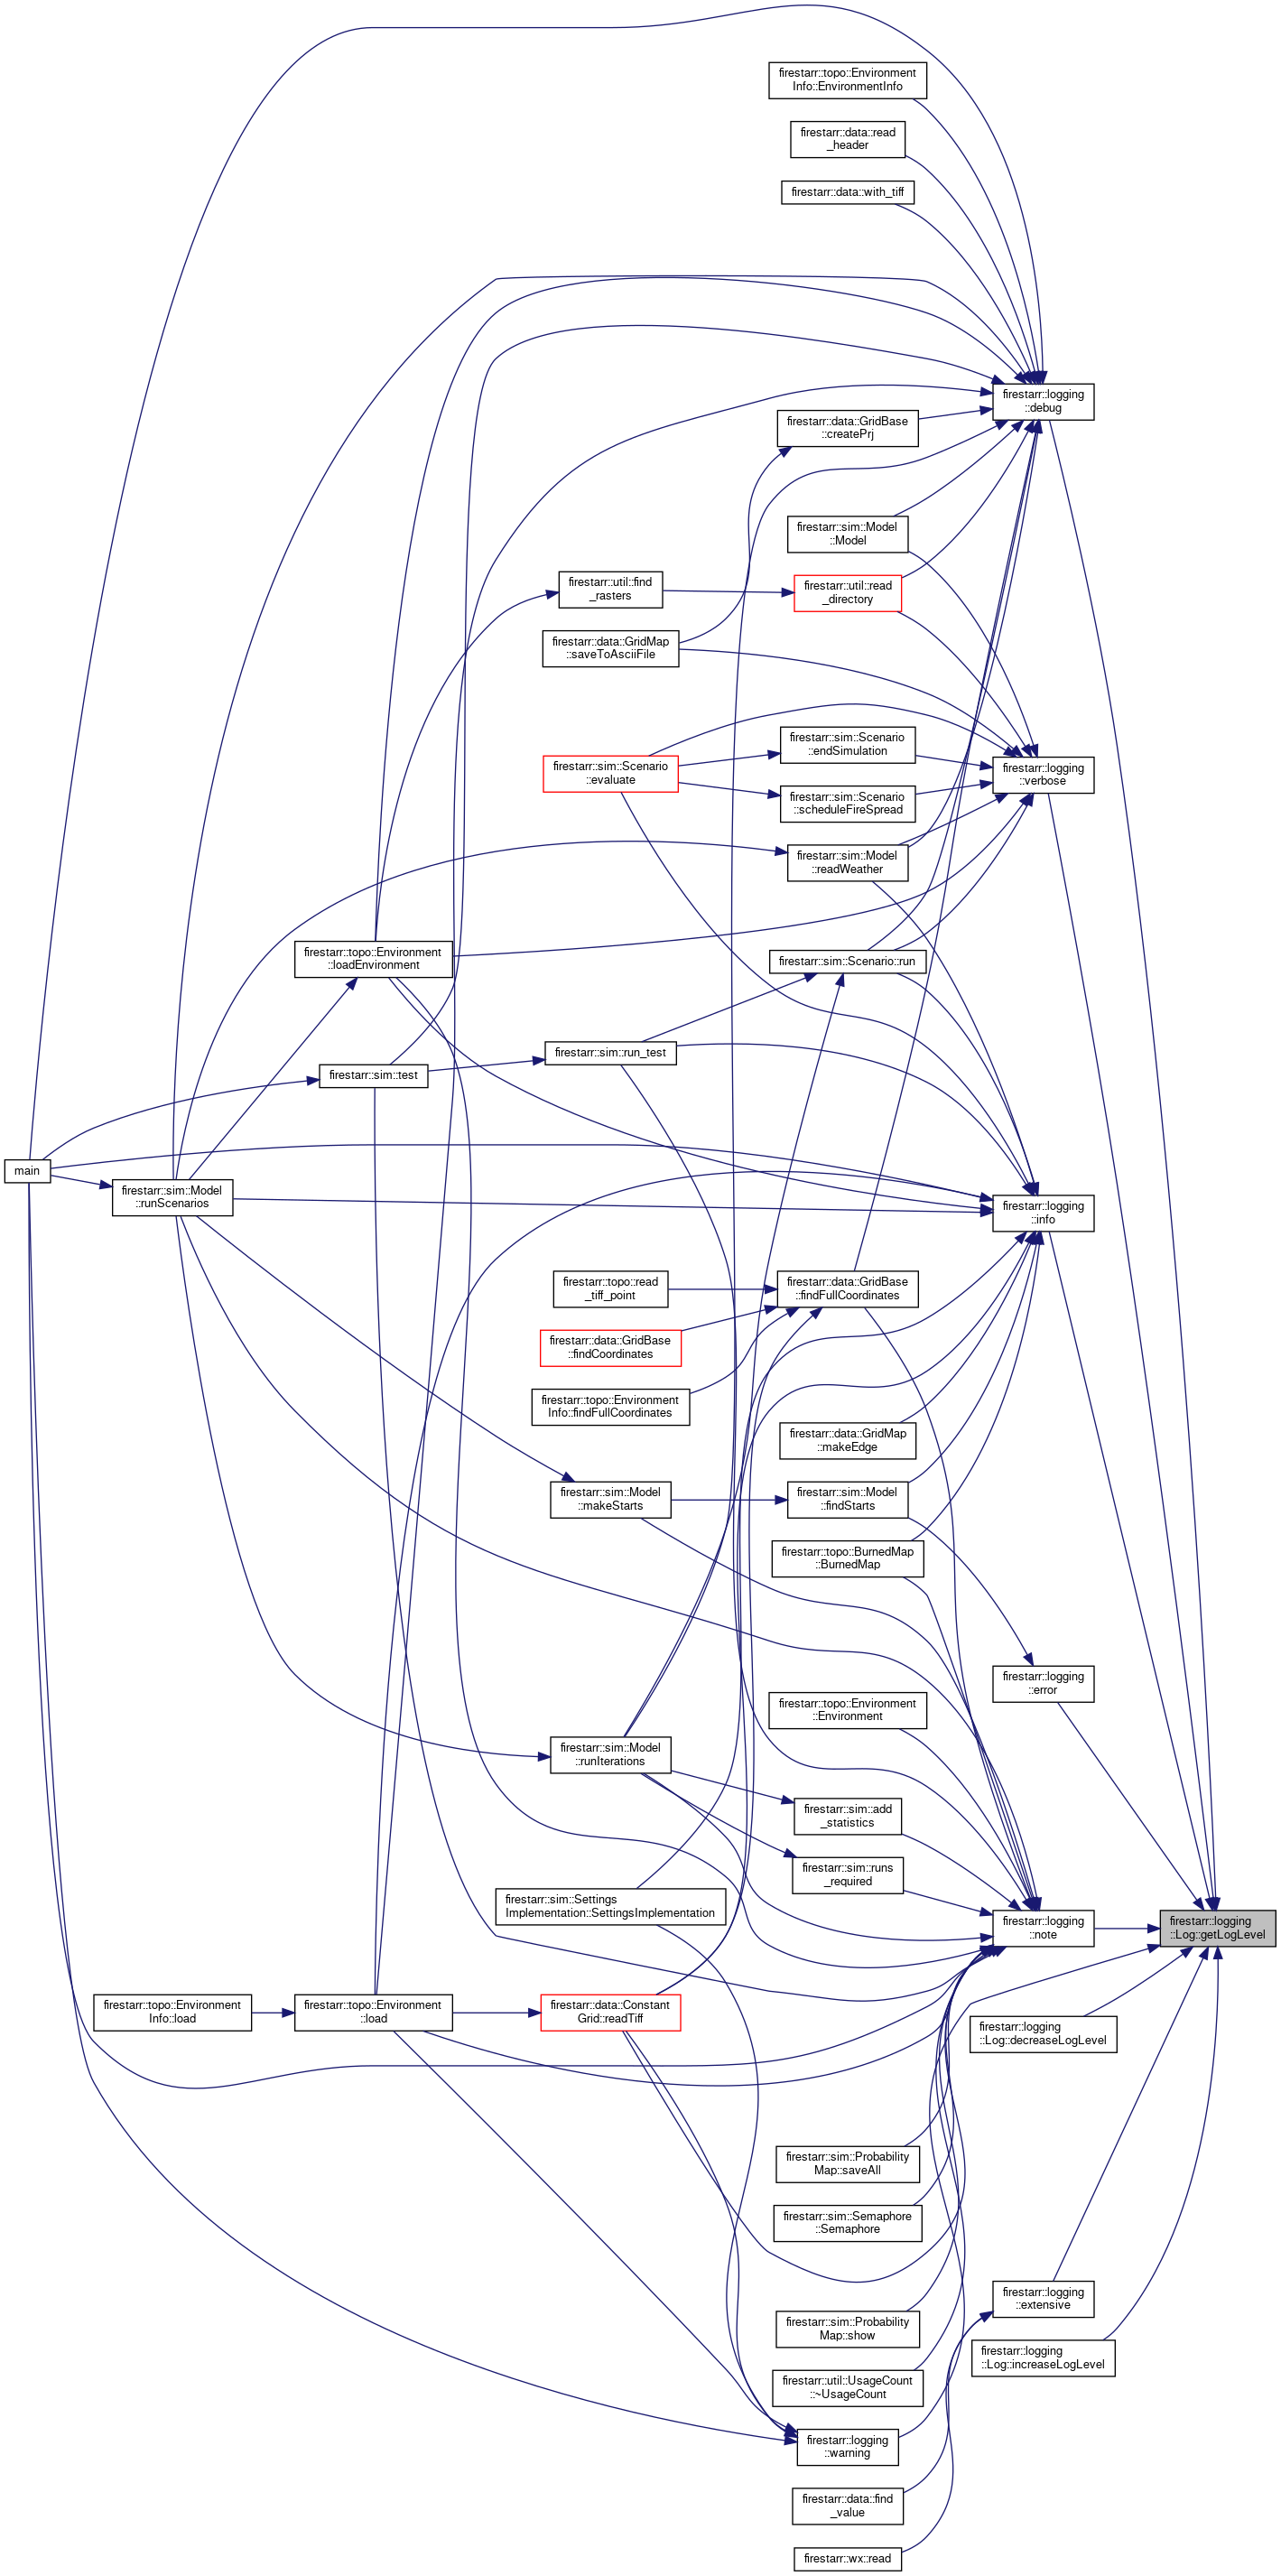 firestarr::topo::Environment
Info::EnvironmentInfo
firestarr::data::read
_header
firestarr::data::with_tiff
firestarr::logging
::debug
firestarr::data::GridBase
::createPrj
firestarr::sim::Model
::Model
firestarr::util::find
_rasters
firestarr::util::read
_directory
firestarr::data::GridMap
::saveToAsciiFile
firestarr::sim::Scenario
::endSimulation
firestarr::sim::Scenario
::evaluate
firestarr::logging
::verbose
firestarr::sim::Scenario
::scheduleFireSpread
firestarr::sim::Model
::readWeather
firestarr::topo::Environment
::loadEnvironment
firestarr::sim::Scenario::run
firestarr::sim::run_test
firestarr::sim::test
main
firestarr::sim::Model
::runScenarios
firestarr::logging
::info
firestarr::topo::read
_tiff_point
firestarr::data::GridBase
::findFullCoordinates
firestarr::data::GridBase
::findCoordinates
firestarr::topo::Environment
Info::findFullCoordinates
firestarr::data::GridMap
::makeEdge
firestarr::sim::Model
::makeStarts
firestarr::sim::Model
::findStarts
firestarr::topo::BurnedMap
::BurnedMap
firestarr::logging
::error
firestarr::topo::Environment
::Environment
firestarr::sim::Model
::runIterations
firestarr::sim::add
_statistics
firestarr::sim::runs
_required
firestarr::sim::Settings
Implementation::SettingsImplementation
firestarr::logging
::note
firestarr::logging
::Log::getLogLevel
firestarr::topo::Environment
Info::load
firestarr::topo::Environment
::load
firestarr::data::Constant
Grid::readTiff
firestarr::logging
::Log::decreaseLogLevel
firestarr::sim::Probability
Map::saveAll
firestarr::sim::Semaphore
::Semaphore
firestarr::logging
::extensive
firestarr::sim::Probability
Map::show
firestarr::logging
::Log::increaseLogLevel
firestarr::util::UsageCount
::~UsageCount
firestarr::logging
::warning
firestarr::data::find
_value
firestarr::wx::read